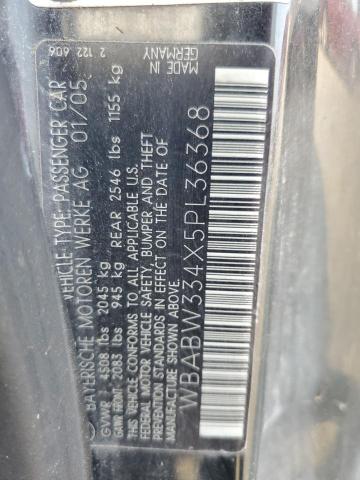 VEHICLE TYPE: PASSENGER CAR
BAYERISCHE MOTOREN WERKE AG 01/05
GVWR 4508 lbs 2045 kg
GAWR FRONT 2083 lbs 945 kg REAR 2546 lbs 1155 kg
THIS VEHICLE CONFORMS TO ALL APPLICABLE
FEDERAL MOTOR VEHICLE SAFETY, BUMPER AND THEFT
PREVENTION STANDARDS IN EFFECT ON THE DATE OF
MANUFACTURE SHOWN ABOVE.
WBABW334X5PL36368
2 122 606
MADE IN
GERMANY